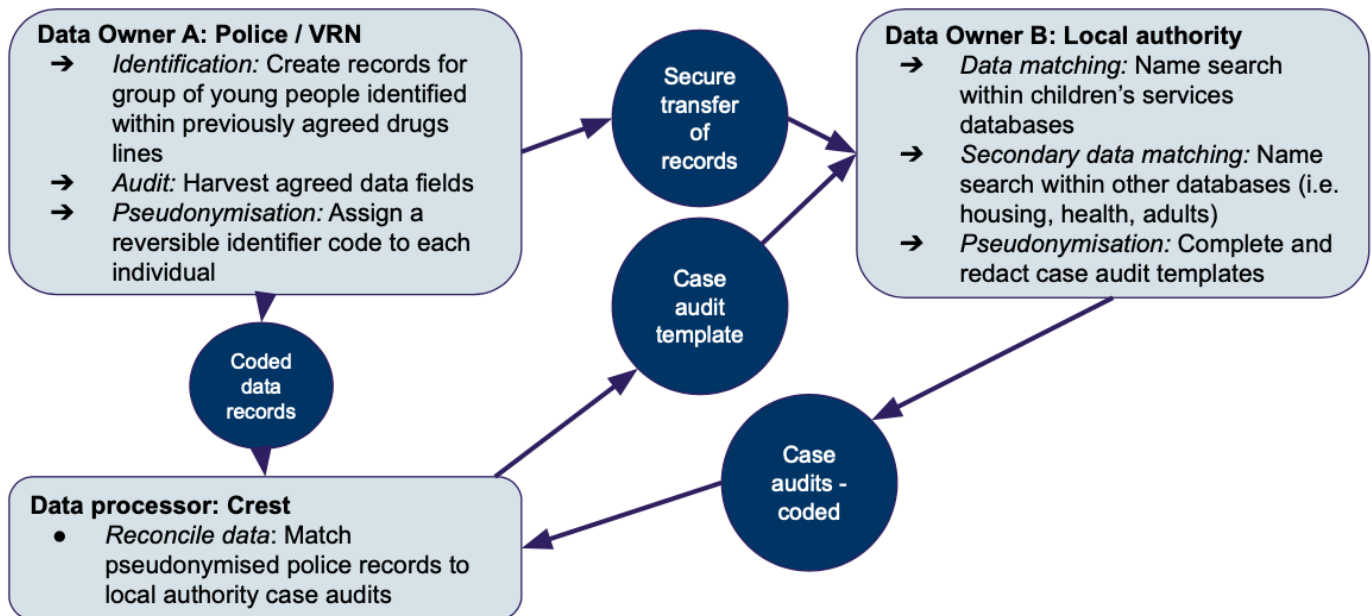 Data Owner A: Police / VRN
➔ Identification: Create records for
group of young people identified
within previously agreed drugs
lines
➔ Audit: Harvest agreed data fields
➔ Pseudonymisation: Assign a
reversible identifier code to each
individual
Secure
transfer
of
records
Data Owner B: Local authority
➔ Data matching: Name search
within children’s services
databases
➔ Secondary data matching: Name
search within other databases (i.e.
housing, health, adults)
➔ Pseudonymisation: Complete and
redact case audit templates
Case
audit
template
Coded
data
records
Case
audits -
coded
Data processor: Crest
● Reconcile data: Match
pseudonymised police records to
local authority case audits